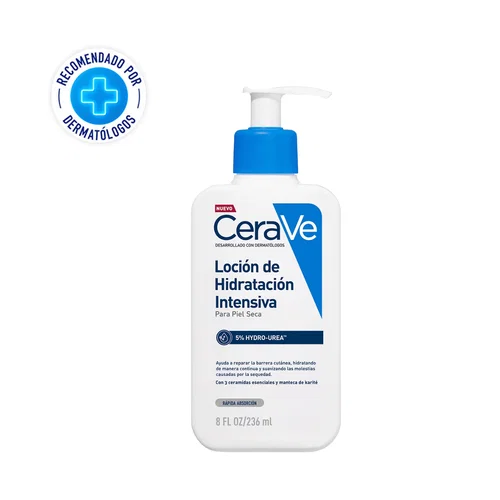 RECOMENDADO POR
DERMATÓLOGOS
NUEVO
CeraVe
DESARROLLADO CON DERMATÓLOGOS
Loción de
Hidratación
Intensiva
Para Piel Seca
5% HYDRO-UREA™
Ayuda a reparar la barrera cutánea, hidratando
de manera continua y suavizando las molestias
causadas por la sequedad.
Con 3 ceramidas esenciales y manteca de karité
RÁPIDA ABSORCIÓN
8 FL OZ/236 ml